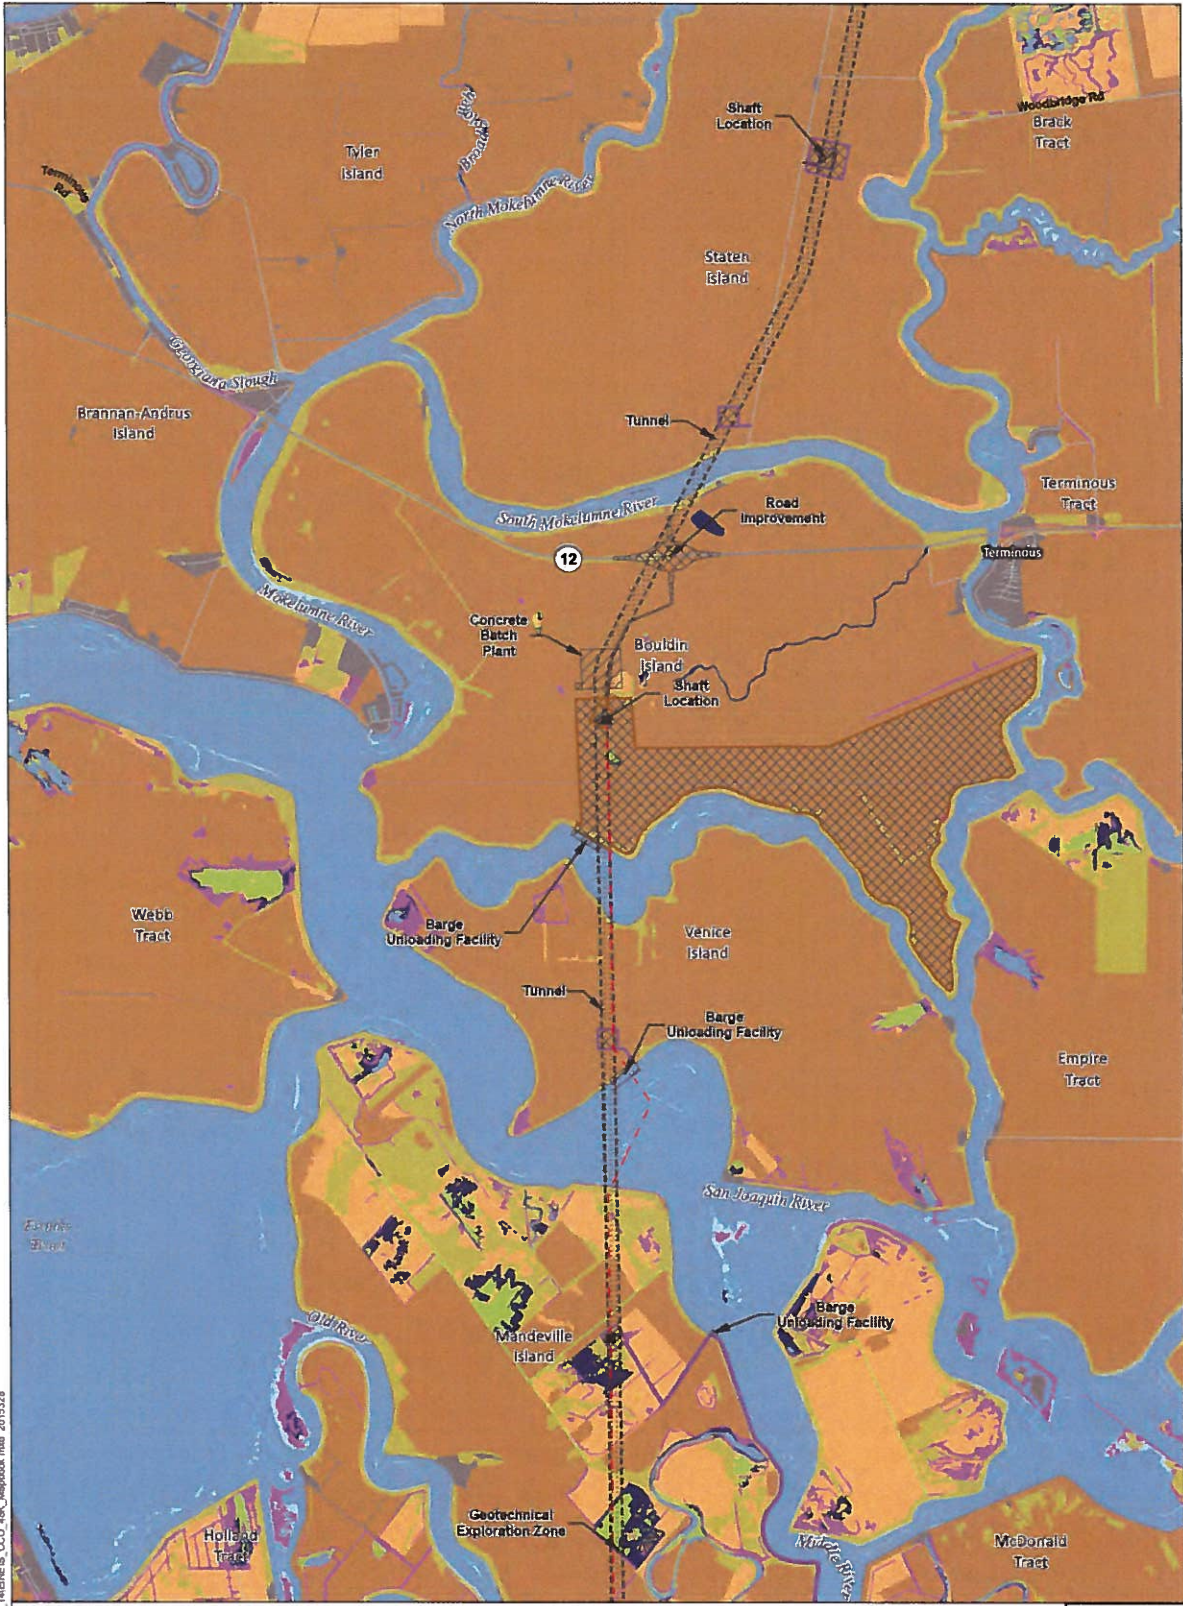 Woodbridge Rd
Brack
Tract
Shaft
Location
Tyler
Island
Broad
Slough
Terminous
Rd
North Mokelumne River
Staten
Island
Georgiana Slough
Brannan-Andrus
Island
Tunnel
Terminous
Tract
South Mokelumne River
Road
Improvement
12
Terminous
Mokelumne River
Concrete
Batch
Plant
Bouldin
Island
Shaft
Location
Webb
Tract
Barge
Unloading Facility
Venice
Island
Tunnel
Barge
Unloading Facility
Empire
Tract
San Joaquin River
Old River
Barge
Unloading Facility
Mandeville
Island
Geotechnical
Exploration Zone
Holland
Tract
Middle River
McDonald
Tract